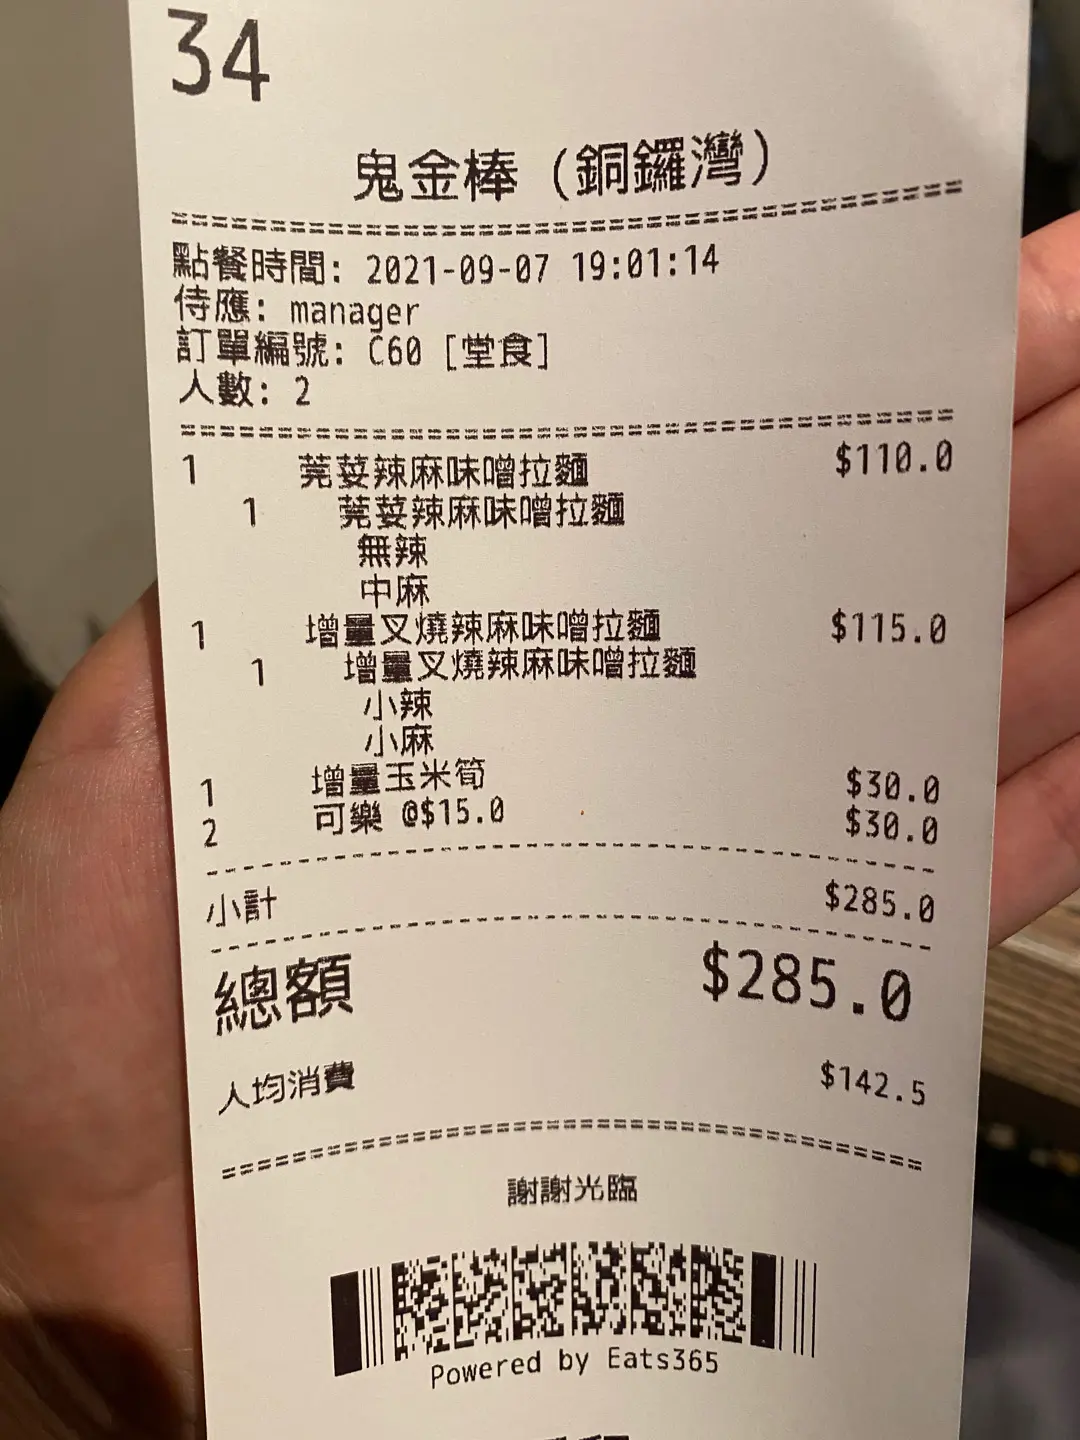 34
鬼金棒 (銅鑼灣)
點餐時間: 2021-09-07 19:01:14
侍應: manager
訂單編號: C60 [堂食]
人數: 2
1 芫荽辣麻味噌拉麵 $110.0
1 芫荽辣麻味噌拉麵
無辣
中麻
1 增量叉燒辣麻味噌拉麵 $115.0
1 增量叉燒辣麻味噌拉麵
小辣
小麻
1 增量玉米筍 $30.0
2 可樂 @$15.0 $30.0
小計 $285.0
總額 $285.0
人均消費 $142.5
謝謝光臨
Powered by Eats365